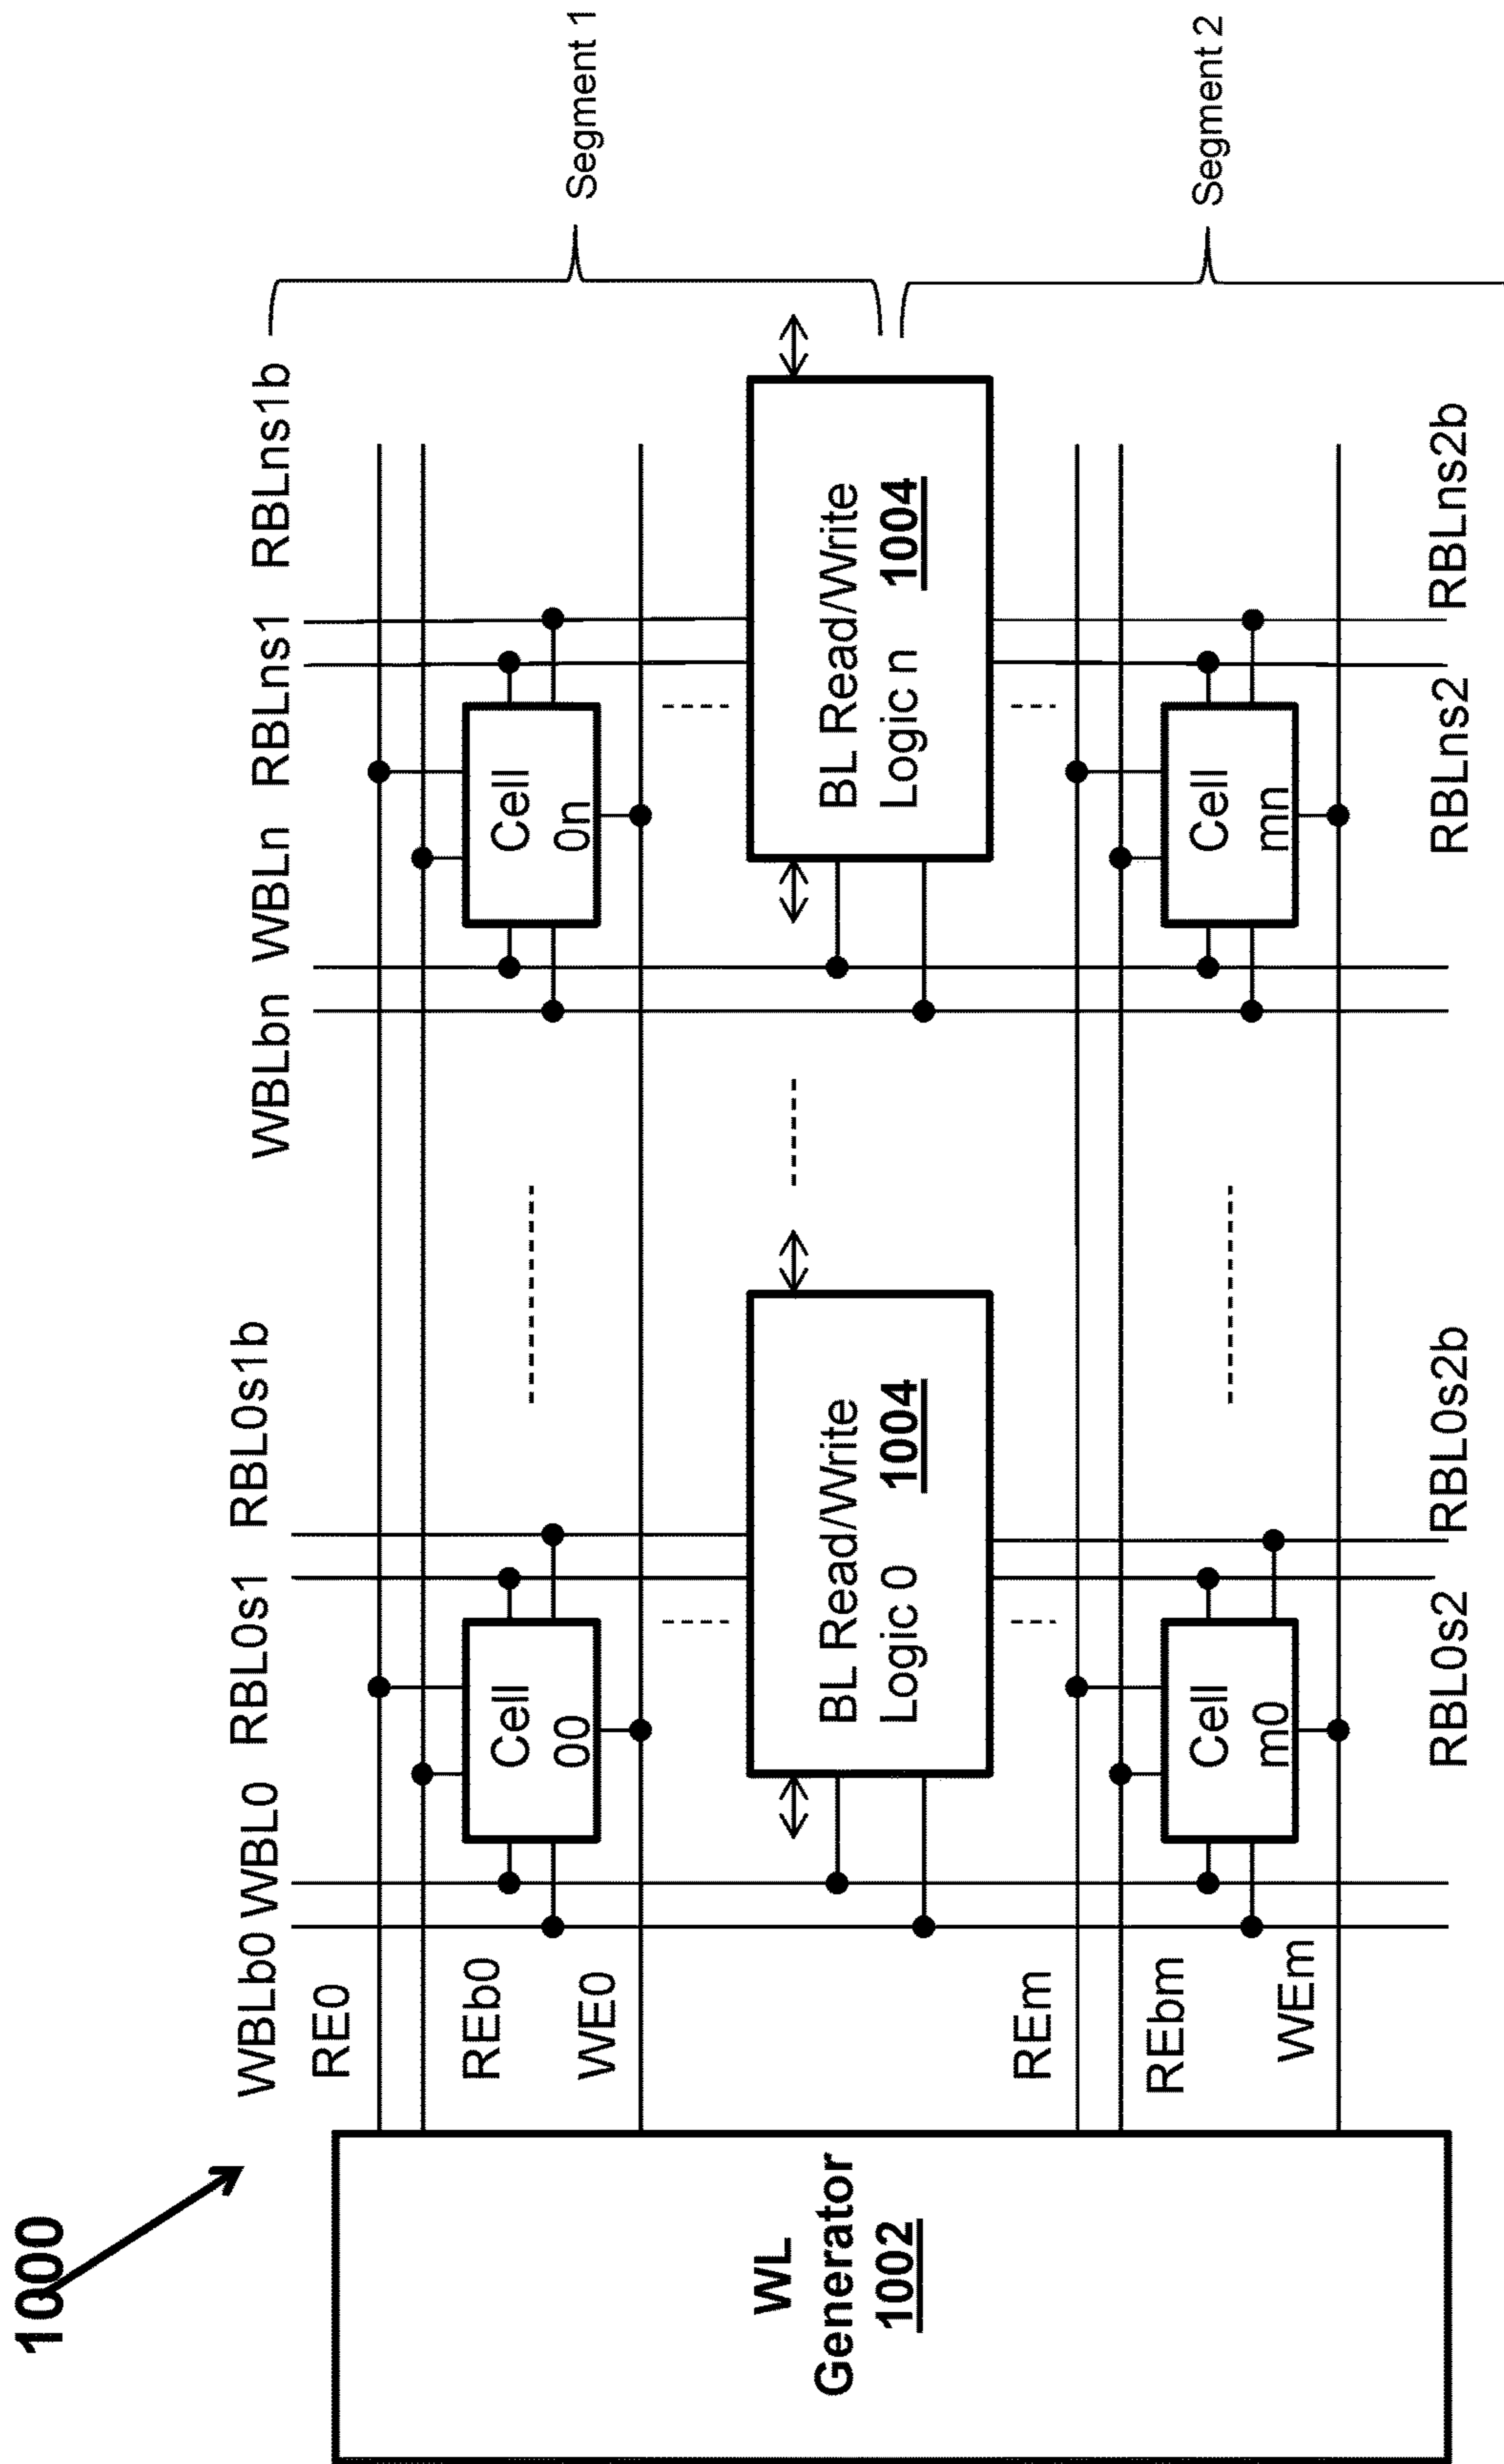 1000
WBLb0 WBL0 RBL0s1 RBL0s1b WBLbn WBLn RBLns1 RBLns1b
RE0
REb0
WE0
Cell
00
Cell
0n
Segment 1
WL
Generator
1002
BL Read/Write
Logic 0 1004
BL Read/Write
Logic n 1004
REm
REbm
WEm
Cell
m0
Cell
mn
Segment 2
RBL0s2 RBL0s2b RBLns2 RBLns2b